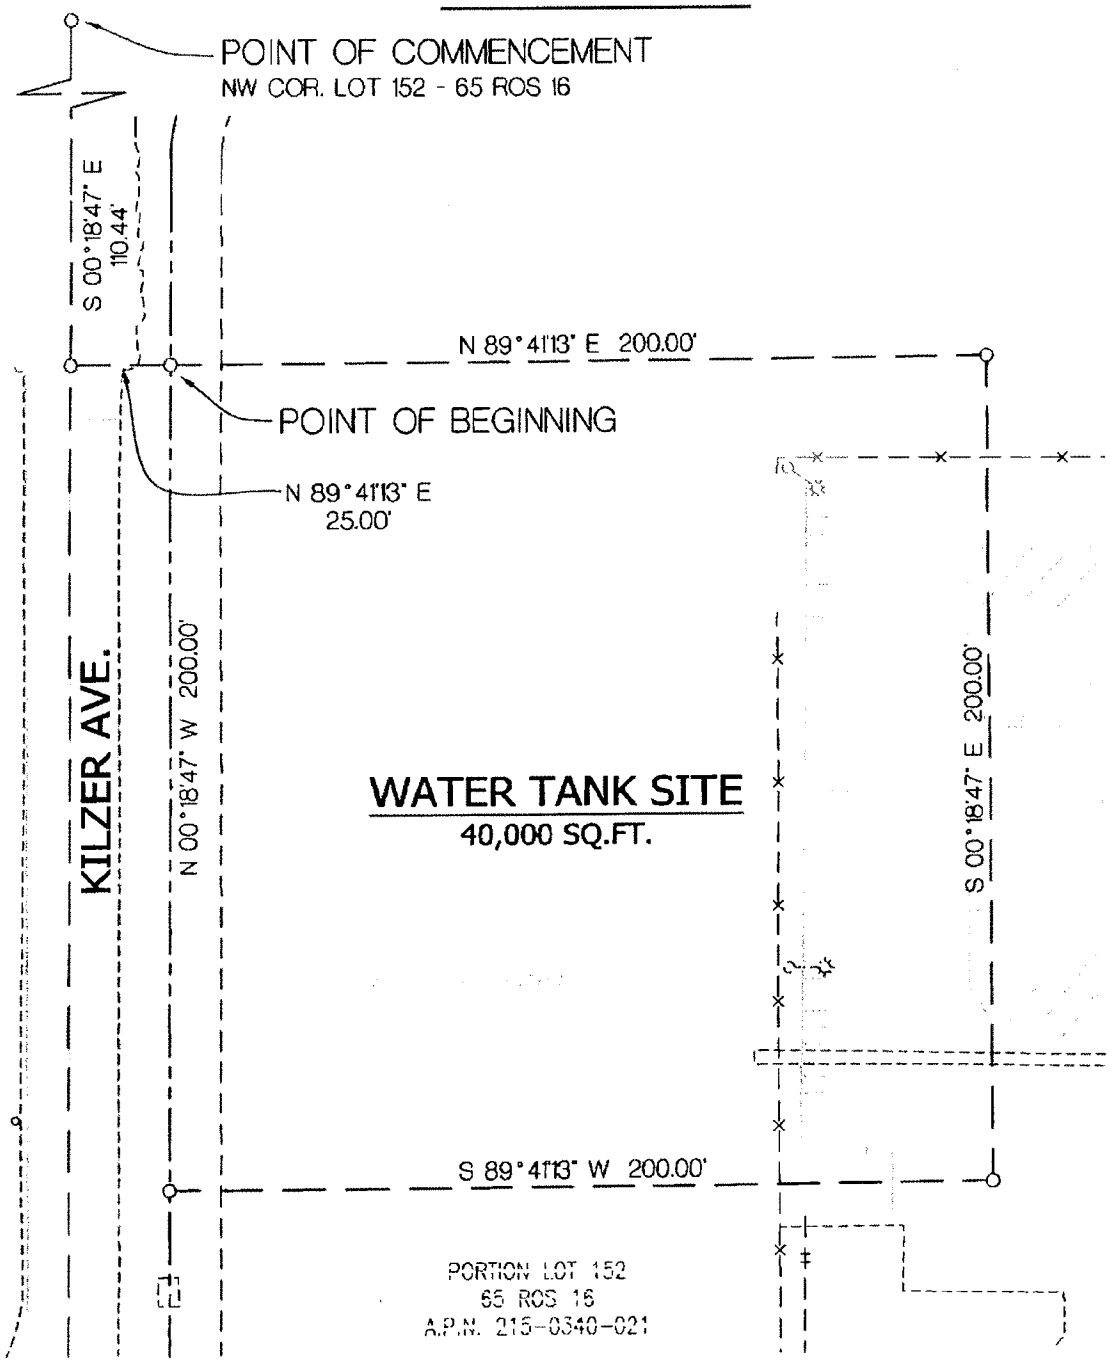 POINT OF COMMENCEMENT
NW COR. LOT 152 - 65 ROS 16
S 00°18'47" E
110.44'
N 89°41'13" E 200.00'
POINT OF BEGINNING
N 89°41'13" E
25.00'
KILZER AVE.
N 00°18'47" W 200.00'
WATER TANK SITE
40,000 SQ.FT.
S 00°18'47" E 200.00'
S 89°41'13" W 200.00'
PORTION LOT 152
65 ROS 16
A.P.N. 215-0340-021